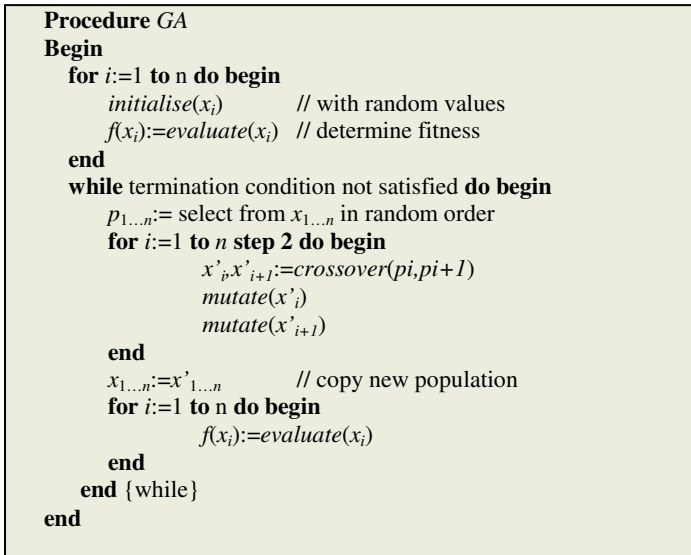 Procedure GA
Begin
for i:=1 to n do begin
initialise(xᵢ) // with random values
f(xᵢ):=evaluate(xᵢ) // determine fitness
end
while termination condition not satisfied do begin
p₁…ₙ:= select from x₁…ₙ in random order
for i:=1 to n step 2 do begin
x’ᵢ,x’ᵢ₊₁:=crossover(pi,pi+1)
mutate(x’ᵢ)
mutate(x’ᵢ₊₁)
end
x₁…ₙ:=x’₁…ₙ // copy new population
for i:=1 to n do begin
f(xᵢ):=evaluate(xᵢ)
end
end {while}
end